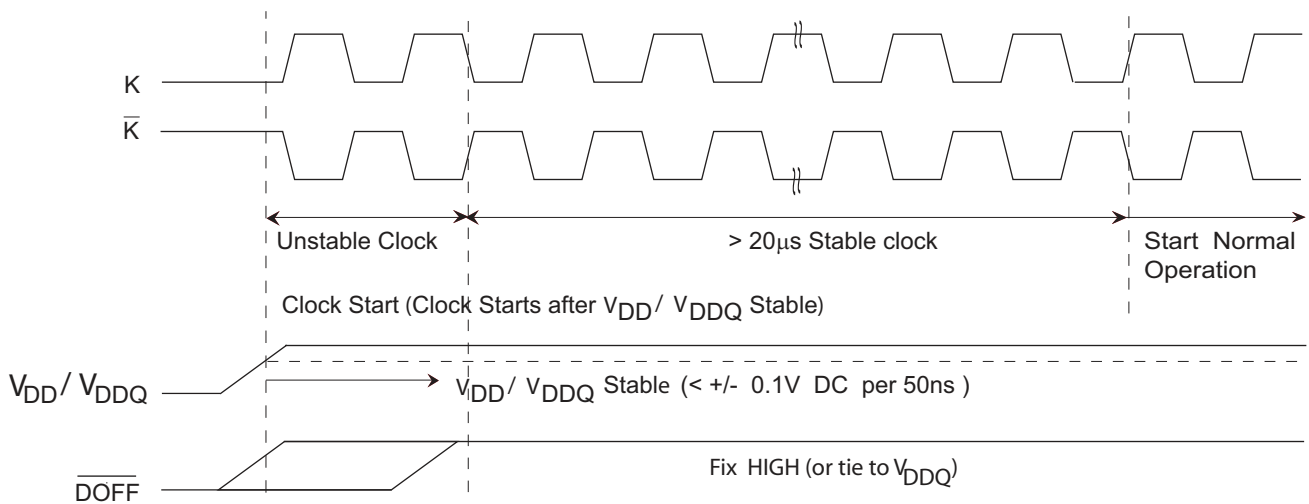 K
K̅
Unstable Clock
> 20μs Stable clock
Start Normal
Operation
Clock Start (Clock Starts after VDD / VDDQ Stable)
VDD / VDDQ
VDD / VDDQ Stable (< +/- 0.1V DC per 50ns )
Fix HIGH (or tie to VDDQ)
DOFF